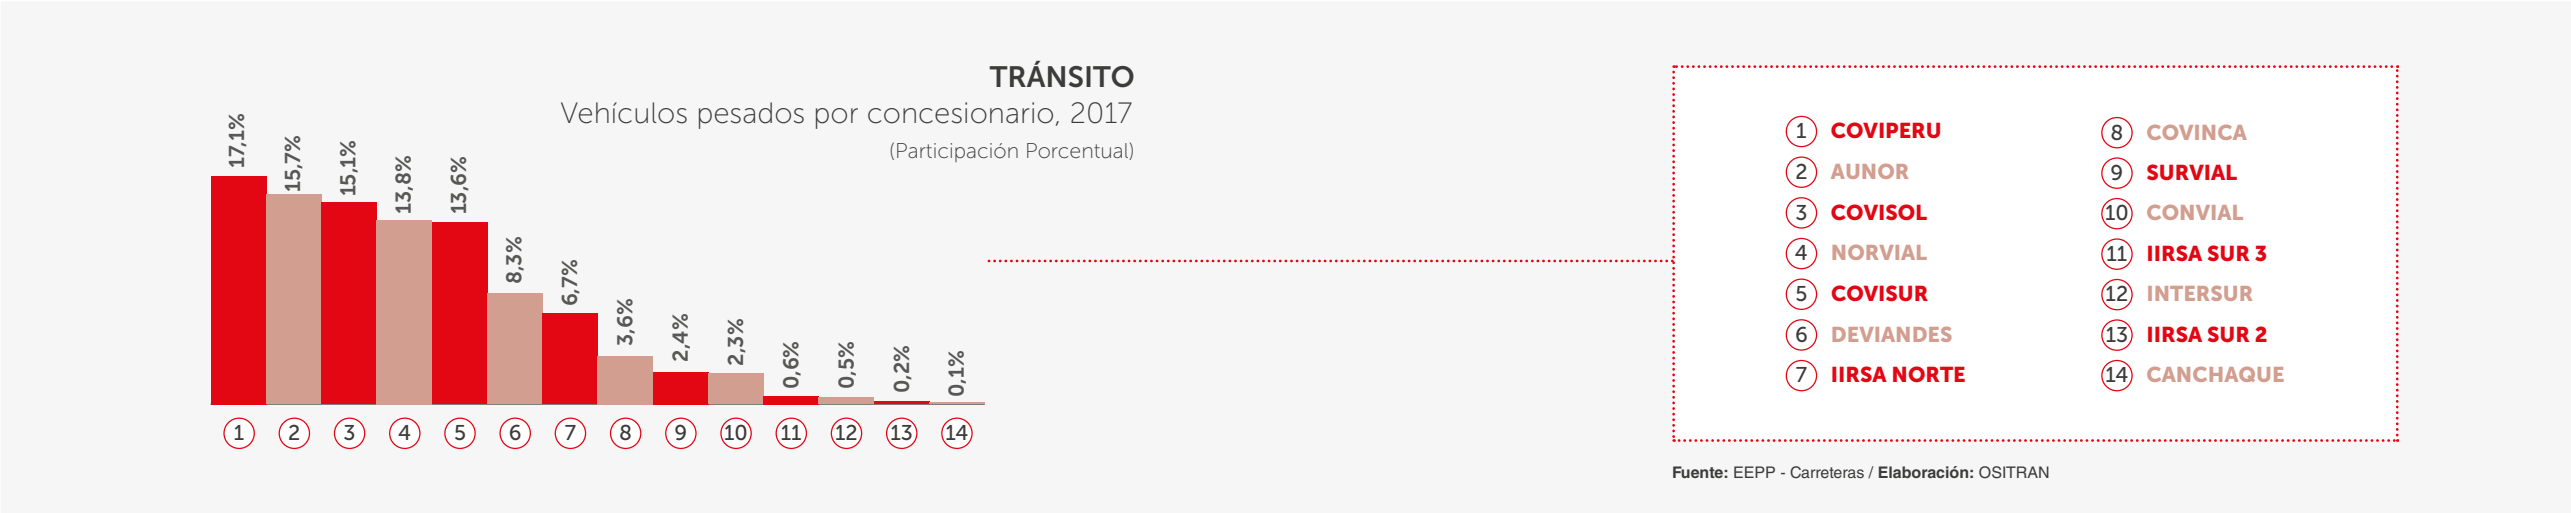 TRÁNSITO
Vehículos pesados por concesionario, 2017
(Participación Porcentual)
17,1%
15,7%
15,1%
13,8%
13,6%
8,3%
6,7%
3,6%
2,4%
2,3%
0,6%
0,5%
0,2%
0,1%
1 2 3 4 5 6 7 8 9 10 11 12 13 14
1 COVIPERU
2 AUNOR
3 COVISOL
4 NORVIAL
5 COVISUR
6 DEVIANDES
7 IIRSA NORTE
8 COVINCA
9 SURVIAL
10 CONVIAL
11 IIRSA SUR 3
12 INTERSUR
13 IIRSA SUR 2
14 CANCHAQUE
Fuente: EEPP - Carreteras / Elaboración: OSITRAN